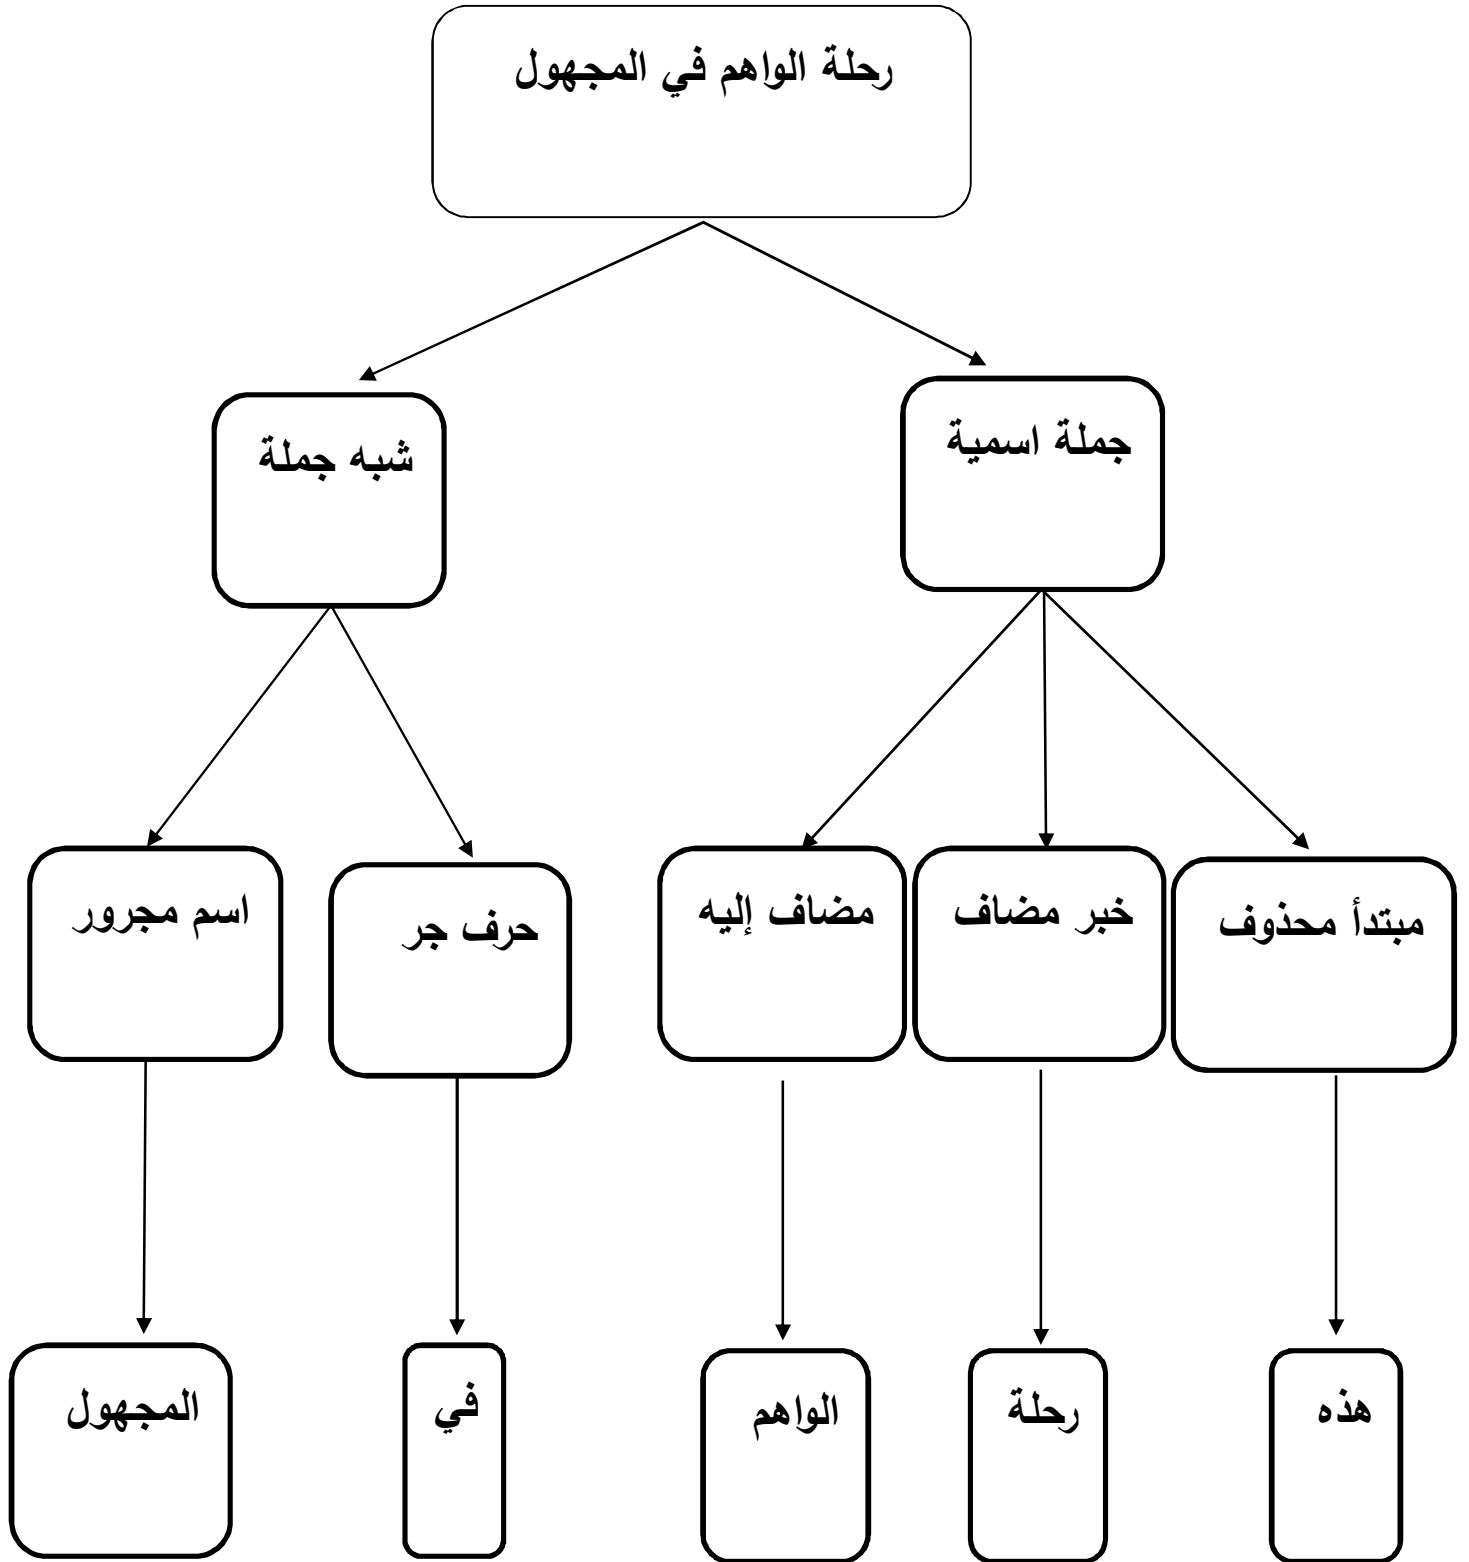 رحلة الواهم في المجهول
جملة اسمية
شبه جملة
مبتدأ محذوف
خبر مضاف
مضاف إليه
حرف جر
اسم مجرور
هذه
رحلة
الواهم
في
المجهول